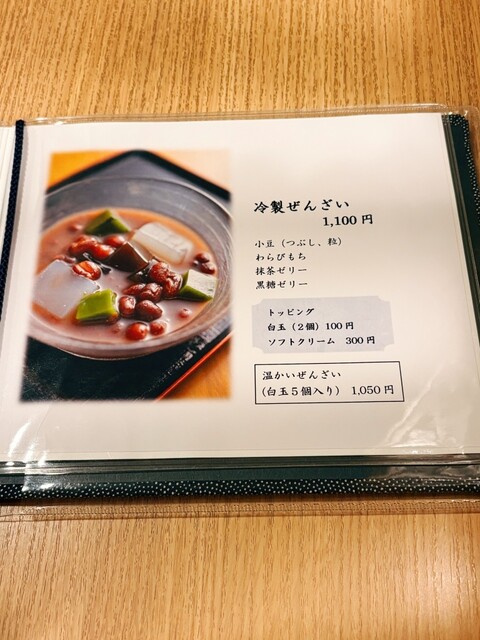 冷製ぜんざい
1,100円
小豆（つぶし、粒）
わらびもち
抹茶ゼリー
黒糖ゼリー
トッピング
白玉（２個）100円
ソフトクリーム　300円
温かいぜんざい
(白玉５個入り)　1,050円